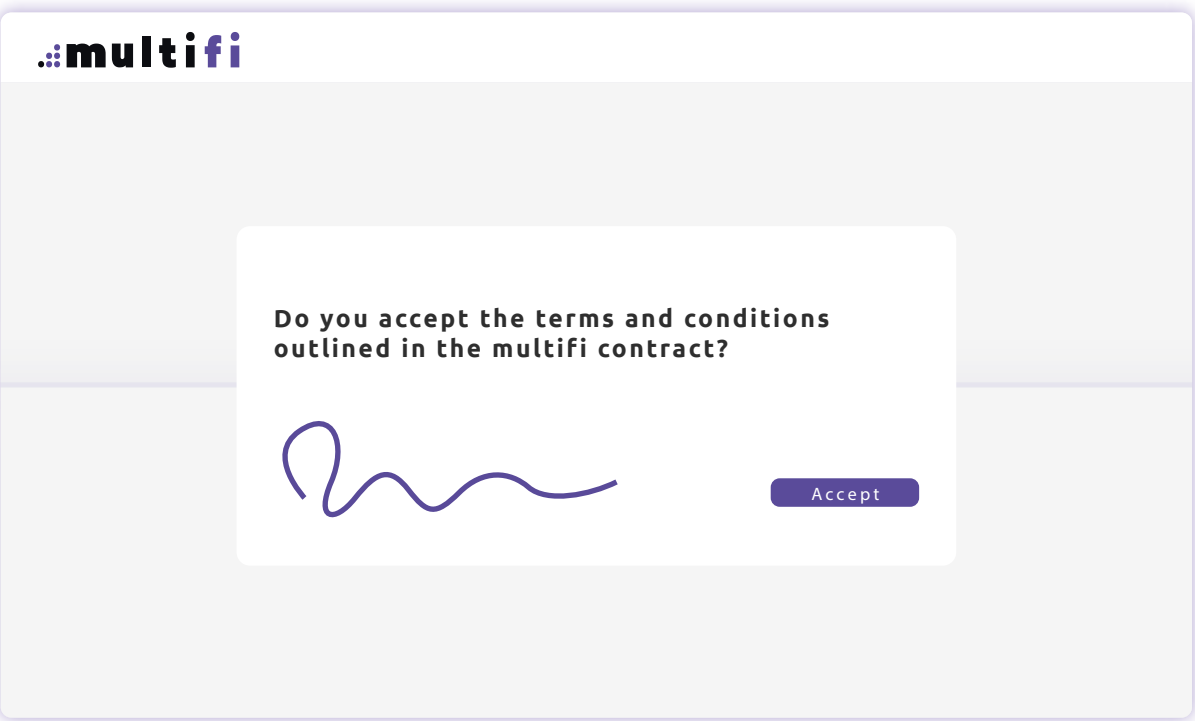 multifi
Do you accept the terms and conditions
outlined in the multifi contract?
Accept